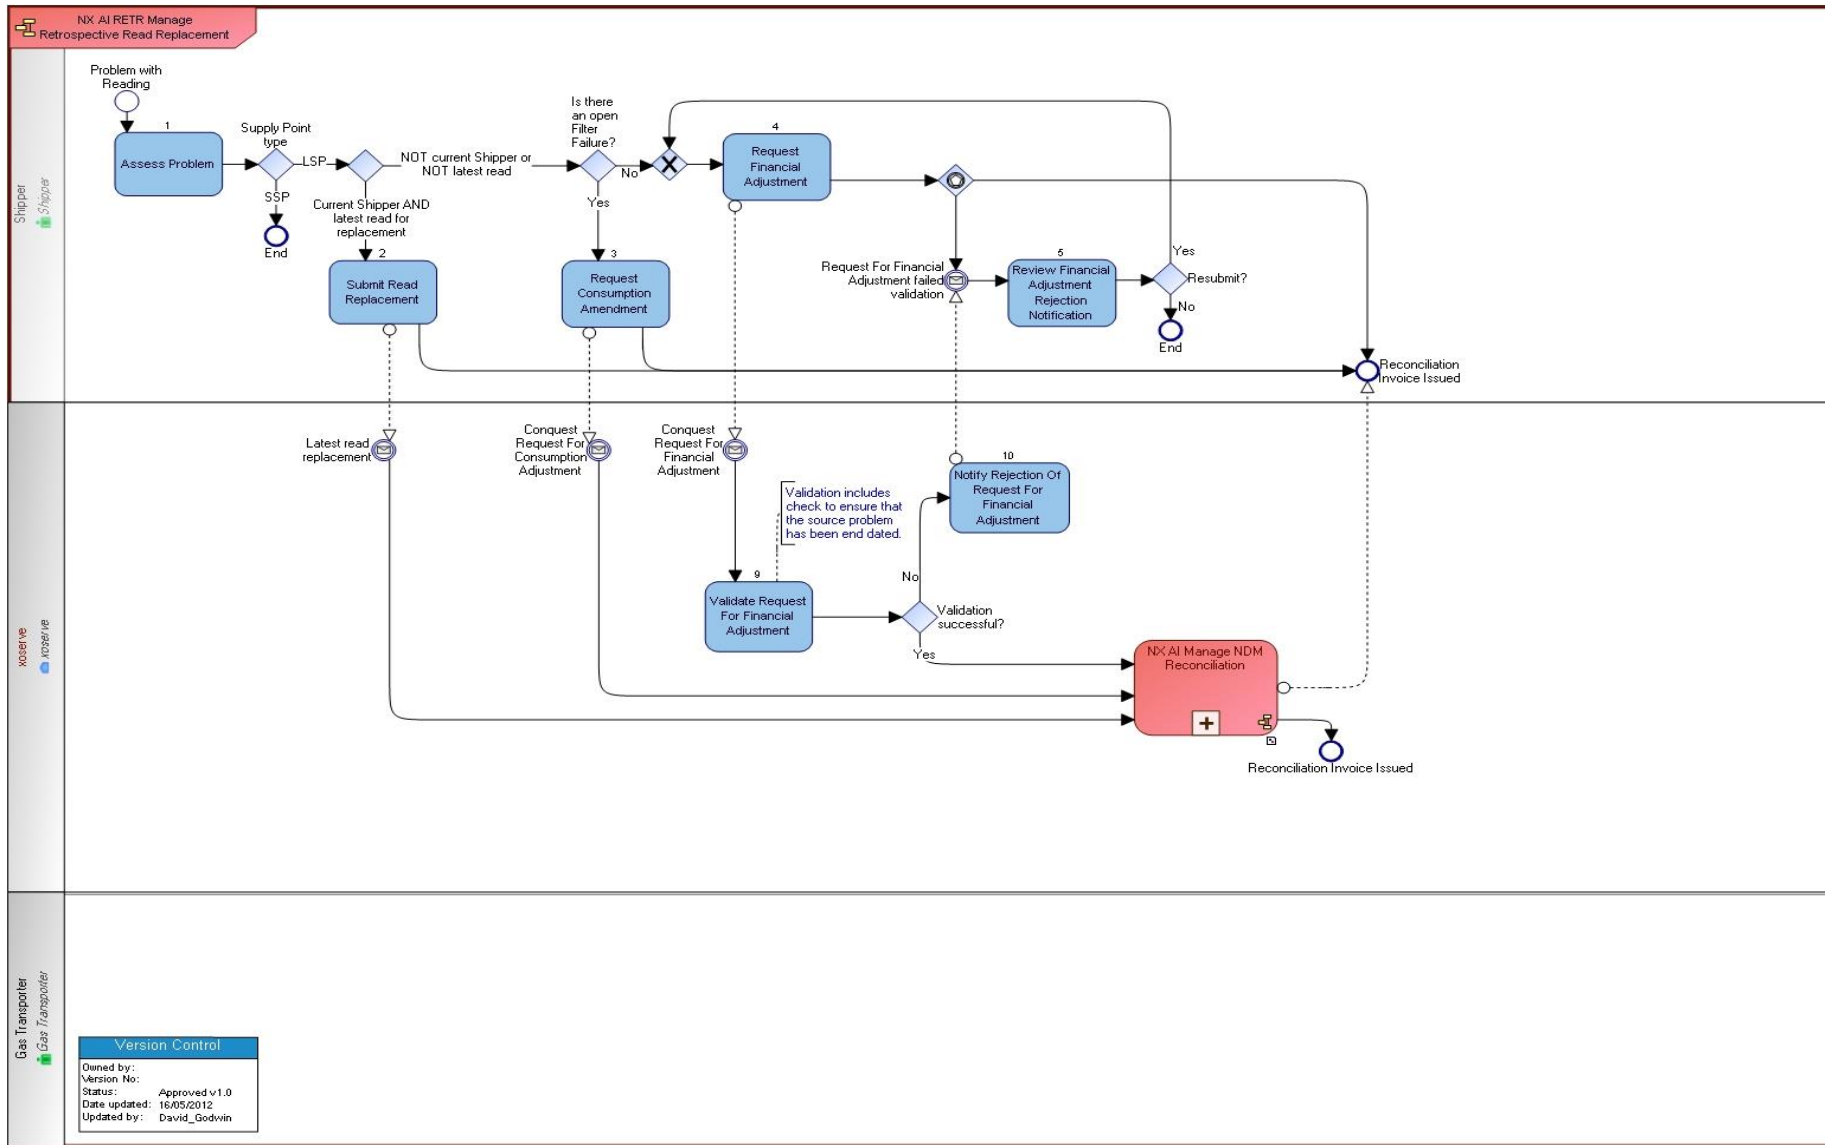 NX AI RETR Manage
Retrospective Read Replacement
Shipper
Shipper
Problem with
Reading
1
Assess Problem
Supply Point
type
LSP
SSP
End
NOT current Shipper or
NOT latest read
Current Shipper AND
latest read for
replacement
2
Submit Read
Replacement
Is there
an open
Filter
Failure?
No
Yes
3
Request
Consumption
Amendment
4
Request
Financial
Adjustment
Request For Financial
Adjustment failed
validation
5
Review Financial
Adjustment
Rejection
Notification
Yes
Resubmit?
No
End
Reconciliation
Invoice Issued
xoserve
xoserve
Latest read
replacement
Conquest
Request For
Consumption
Adjustment
Conquest
Request For
Financial
Adjustment
Validation includes
check to ensure that
the source problem
has been end dated.
9
Validate Request
For Financial
Adjustment
10
Notify Rejection Of
Request For
Financial
Adjustment
No
Validation
successful?
Yes
NX AI Manage NDM
Reconciliation
Reconciliation Invoice Issued
Gas Transporter
Gas Transporter
Version Control
Owned by:
Version No:
Status: Approved v1.0
Date updated: 16/05/2012
Updated by: David_Godwin